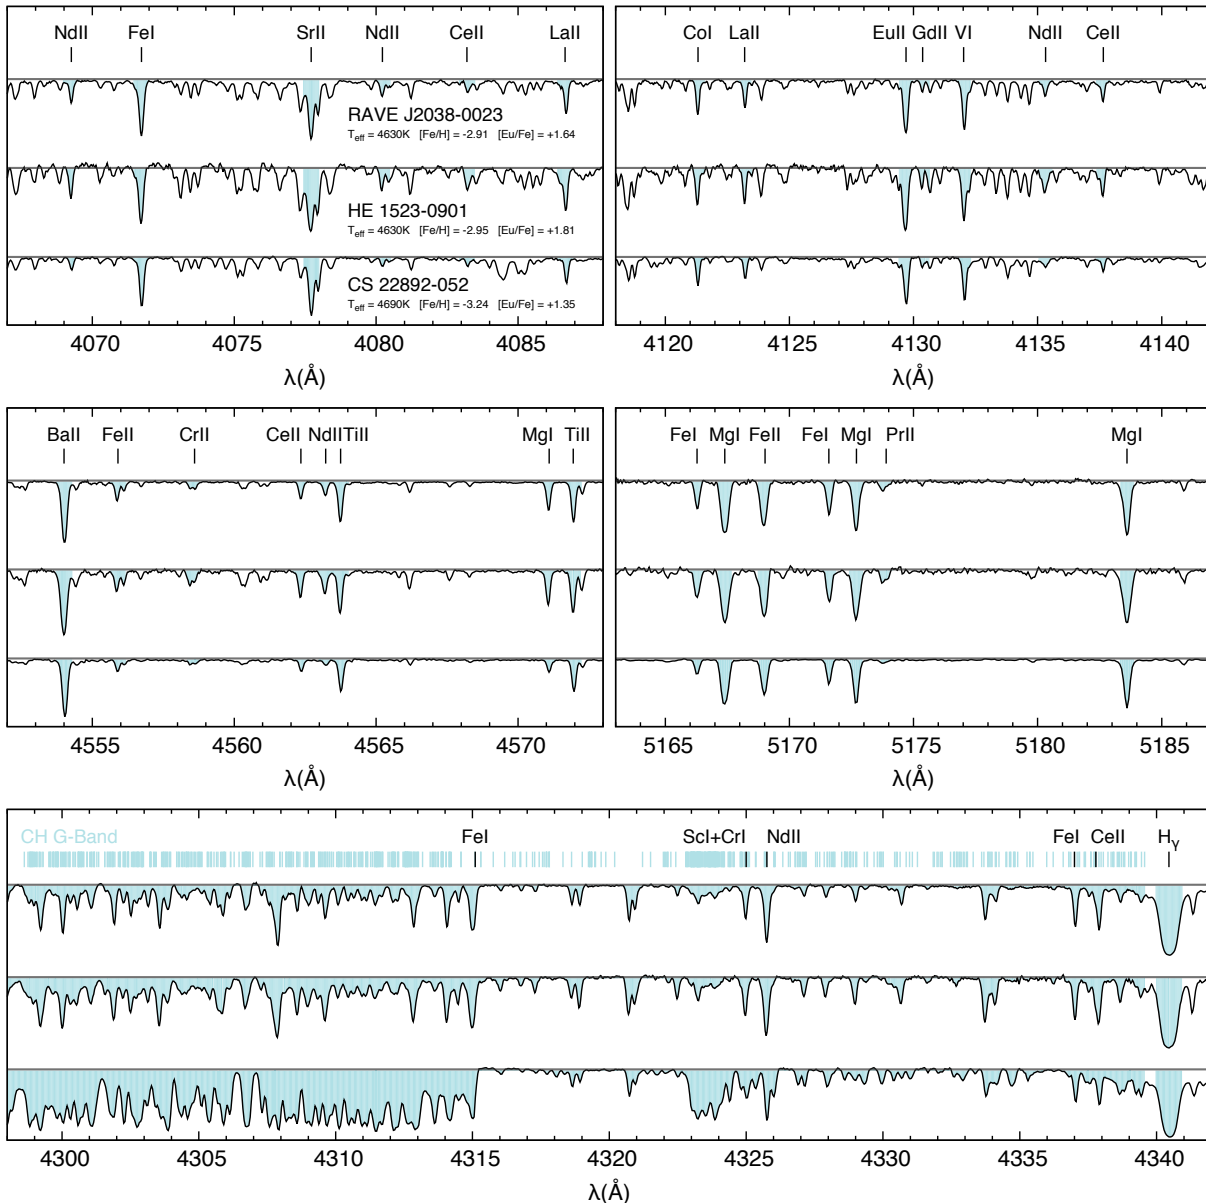 NdII FeI SrII NdII CeII LaII
RAVE J2038-0023
Teff = 4630K [Fe/H] = -2.91 [Eu/Fe] = +1.64
HE 1523-0901
Teff = 4630K [Fe/H] = -2.95 [Eu/Fe] = +1.81
CS 22892-052
Teff = 4690K [Fe/H] = -3.24 [Eu/Fe] = +1.35
4070 4075 4080 4085
λ(Å)
CoI LaII EuII GdII VI NdII CeII
4120 4125 4130 4135 4140
λ(Å)
BaII FeII CrII CeII NdII TiII MgI TiII
4555 4560 4565 4570
λ(Å)
FeI MgI FeII FeI MgI PrII MgI
5165 5170 5175 5180 5185
λ(Å)
CH G-Band FeI ScI+CrI NdII FeI CeII Hγ
4300 4305 4310 4315 4320 4325 4330 4335 4340
λ(Å)